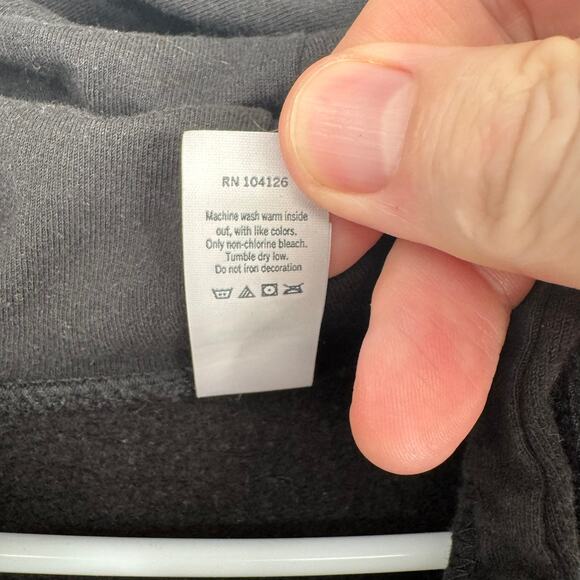 RN 104126
Machine wash warm inside
out, with like colors.
Only non-chlorine bleach.
Tumble dry low.
Do not iron decoration